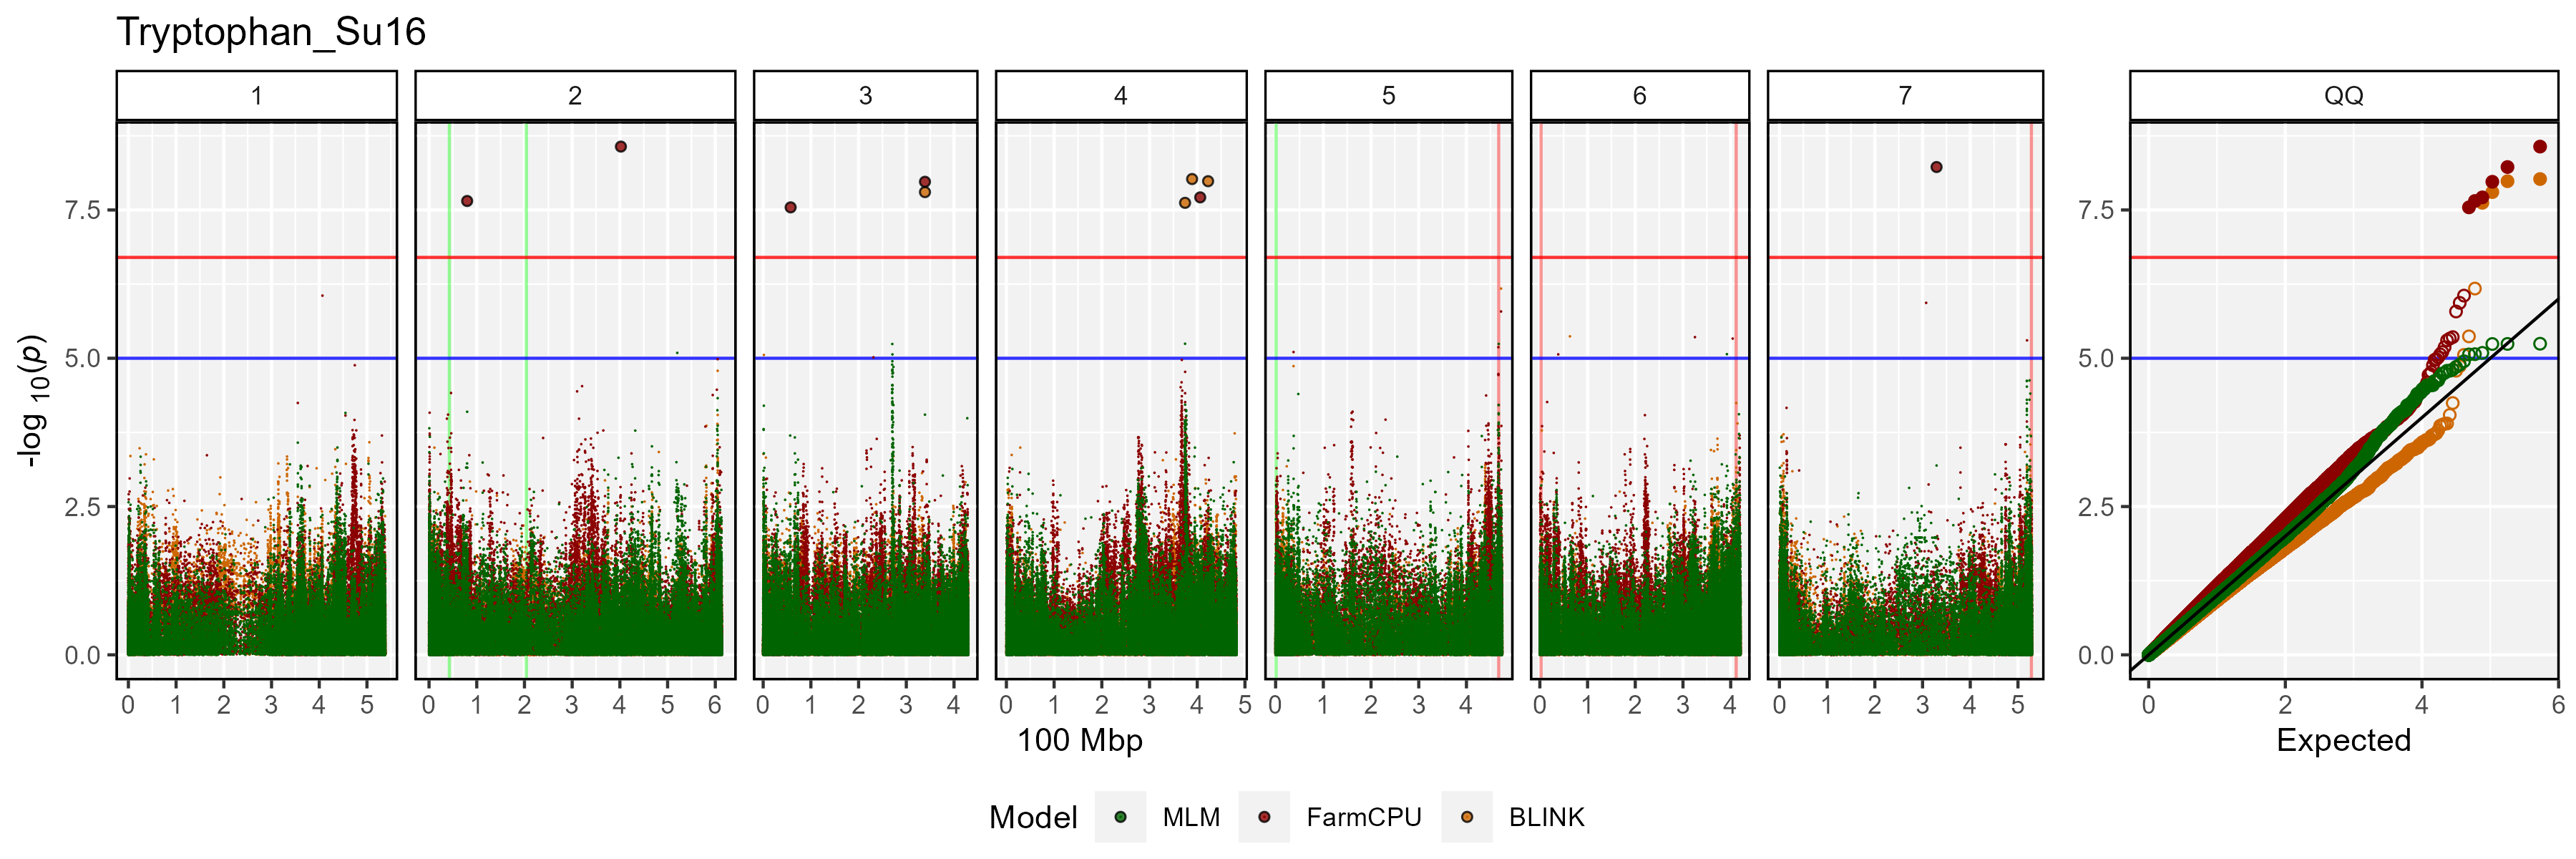 Tryptophan_Su16
1 2 3 4 5 6 7 QQ
-log 10(p)
7.5 7.5
5.0 5.0
2.5 2.5
0.0 0.0
0 1 2 3 4 5 0 1 2 3 4 5 6 0 1 2 3 4 0 1 2 3 4 5 0 1 2 3 4 0 1 2 3 4 0 1 2 3 4 5 0 2 4 6
100 Mbp Expected
Model MLM FarmCPU BLINK